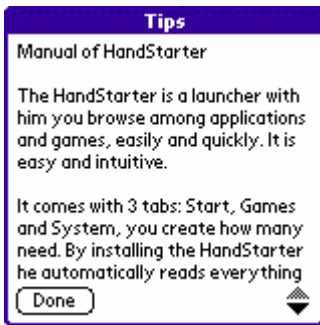 Tips
Manual of HandStarter
The HandStarter is a launcher with
him you browse among applications
and games, easily and quickly. It is
easy and intuitive.
It comes with 3 tabs: Start, Games
and System, you create how many
need. By installing the HandStarter
he automatically reads everything
Done